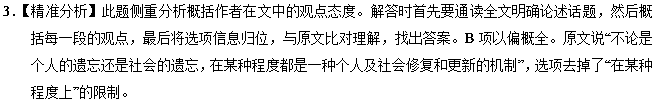 3.【精准分析】此题侧重分析概括作者在文中的观点态度。解答时首先要通读全文明确论述话题，然后概
括每一段的观点，最后将选项信息归位，与原文比对理解，找出答案。B 项以偏概全。原文说“不论是
个人的遗忘还是社会的遗忘，在某种程度都是一种个人及社会修复和更新的机制”，选项去掉了“在某种
程度上”的限制。